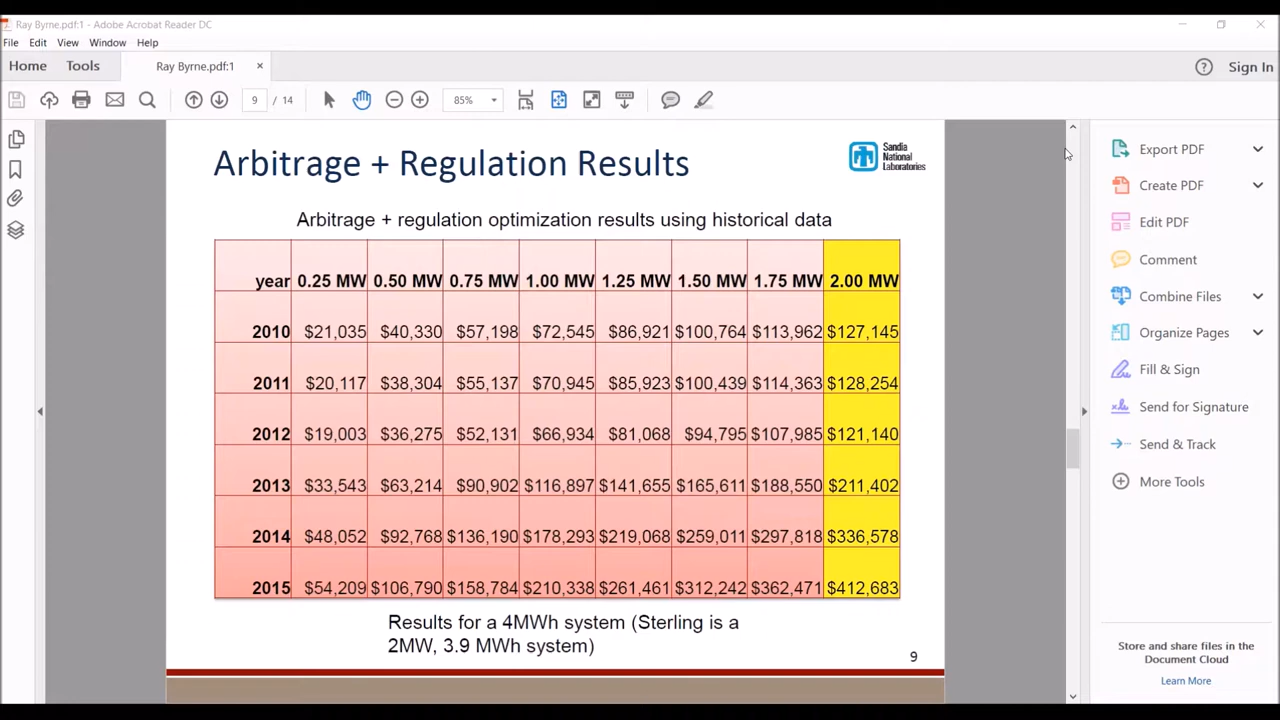 Ray Byrne.pdf:1 - Adobe Acrobat Reader DC
File Edit View Window Help
Home Tools Ray Byrne.pdf:1 × Sign In
9 / 14 85%
Arbitrage + Regulation Results
Sandia
National
Laboratories
Arbitrage + regulation optimization results using historical data
year 0.25 MW 0.50 MW 0.75 MW 1.00 MW 1.25 MW 1.50 MW 1.75 MW 2.00 MW
2010 $21,035 $40,330 $57,198 $72,545 $86,921 $100,764 $113,962 $127,145
2011 $20,117 $38,304 $55,137 $70,945 $85,923 $100,439 $114,363 $128,254
2012 $19,003 $36,275 $52,131 $66,934 $81,068 $94,795 $107,985 $121,140
2013 $33,543 $63,214 $90,902 $116,897 $141,655 $165,611 $188,550 $211,402
2014 $48,052 $92,768 $136,190 $178,293 $219,068 $259,011 $297,818 $336,578
2015 $54,209 $106,790 $158,784 $210,338 $261,461 $312,242 $362,471 $412,683
Results for a 4MWh system (Sterling is a
2MW, 3.9 MWh system)
9
Export PDF
Create PDF
Edit PDF
Comment
Combine Files
Organize Pages
Fill & Sign
Send for Signature
Send & Track
More Tools
Store and share files in the
Document Cloud
Learn More